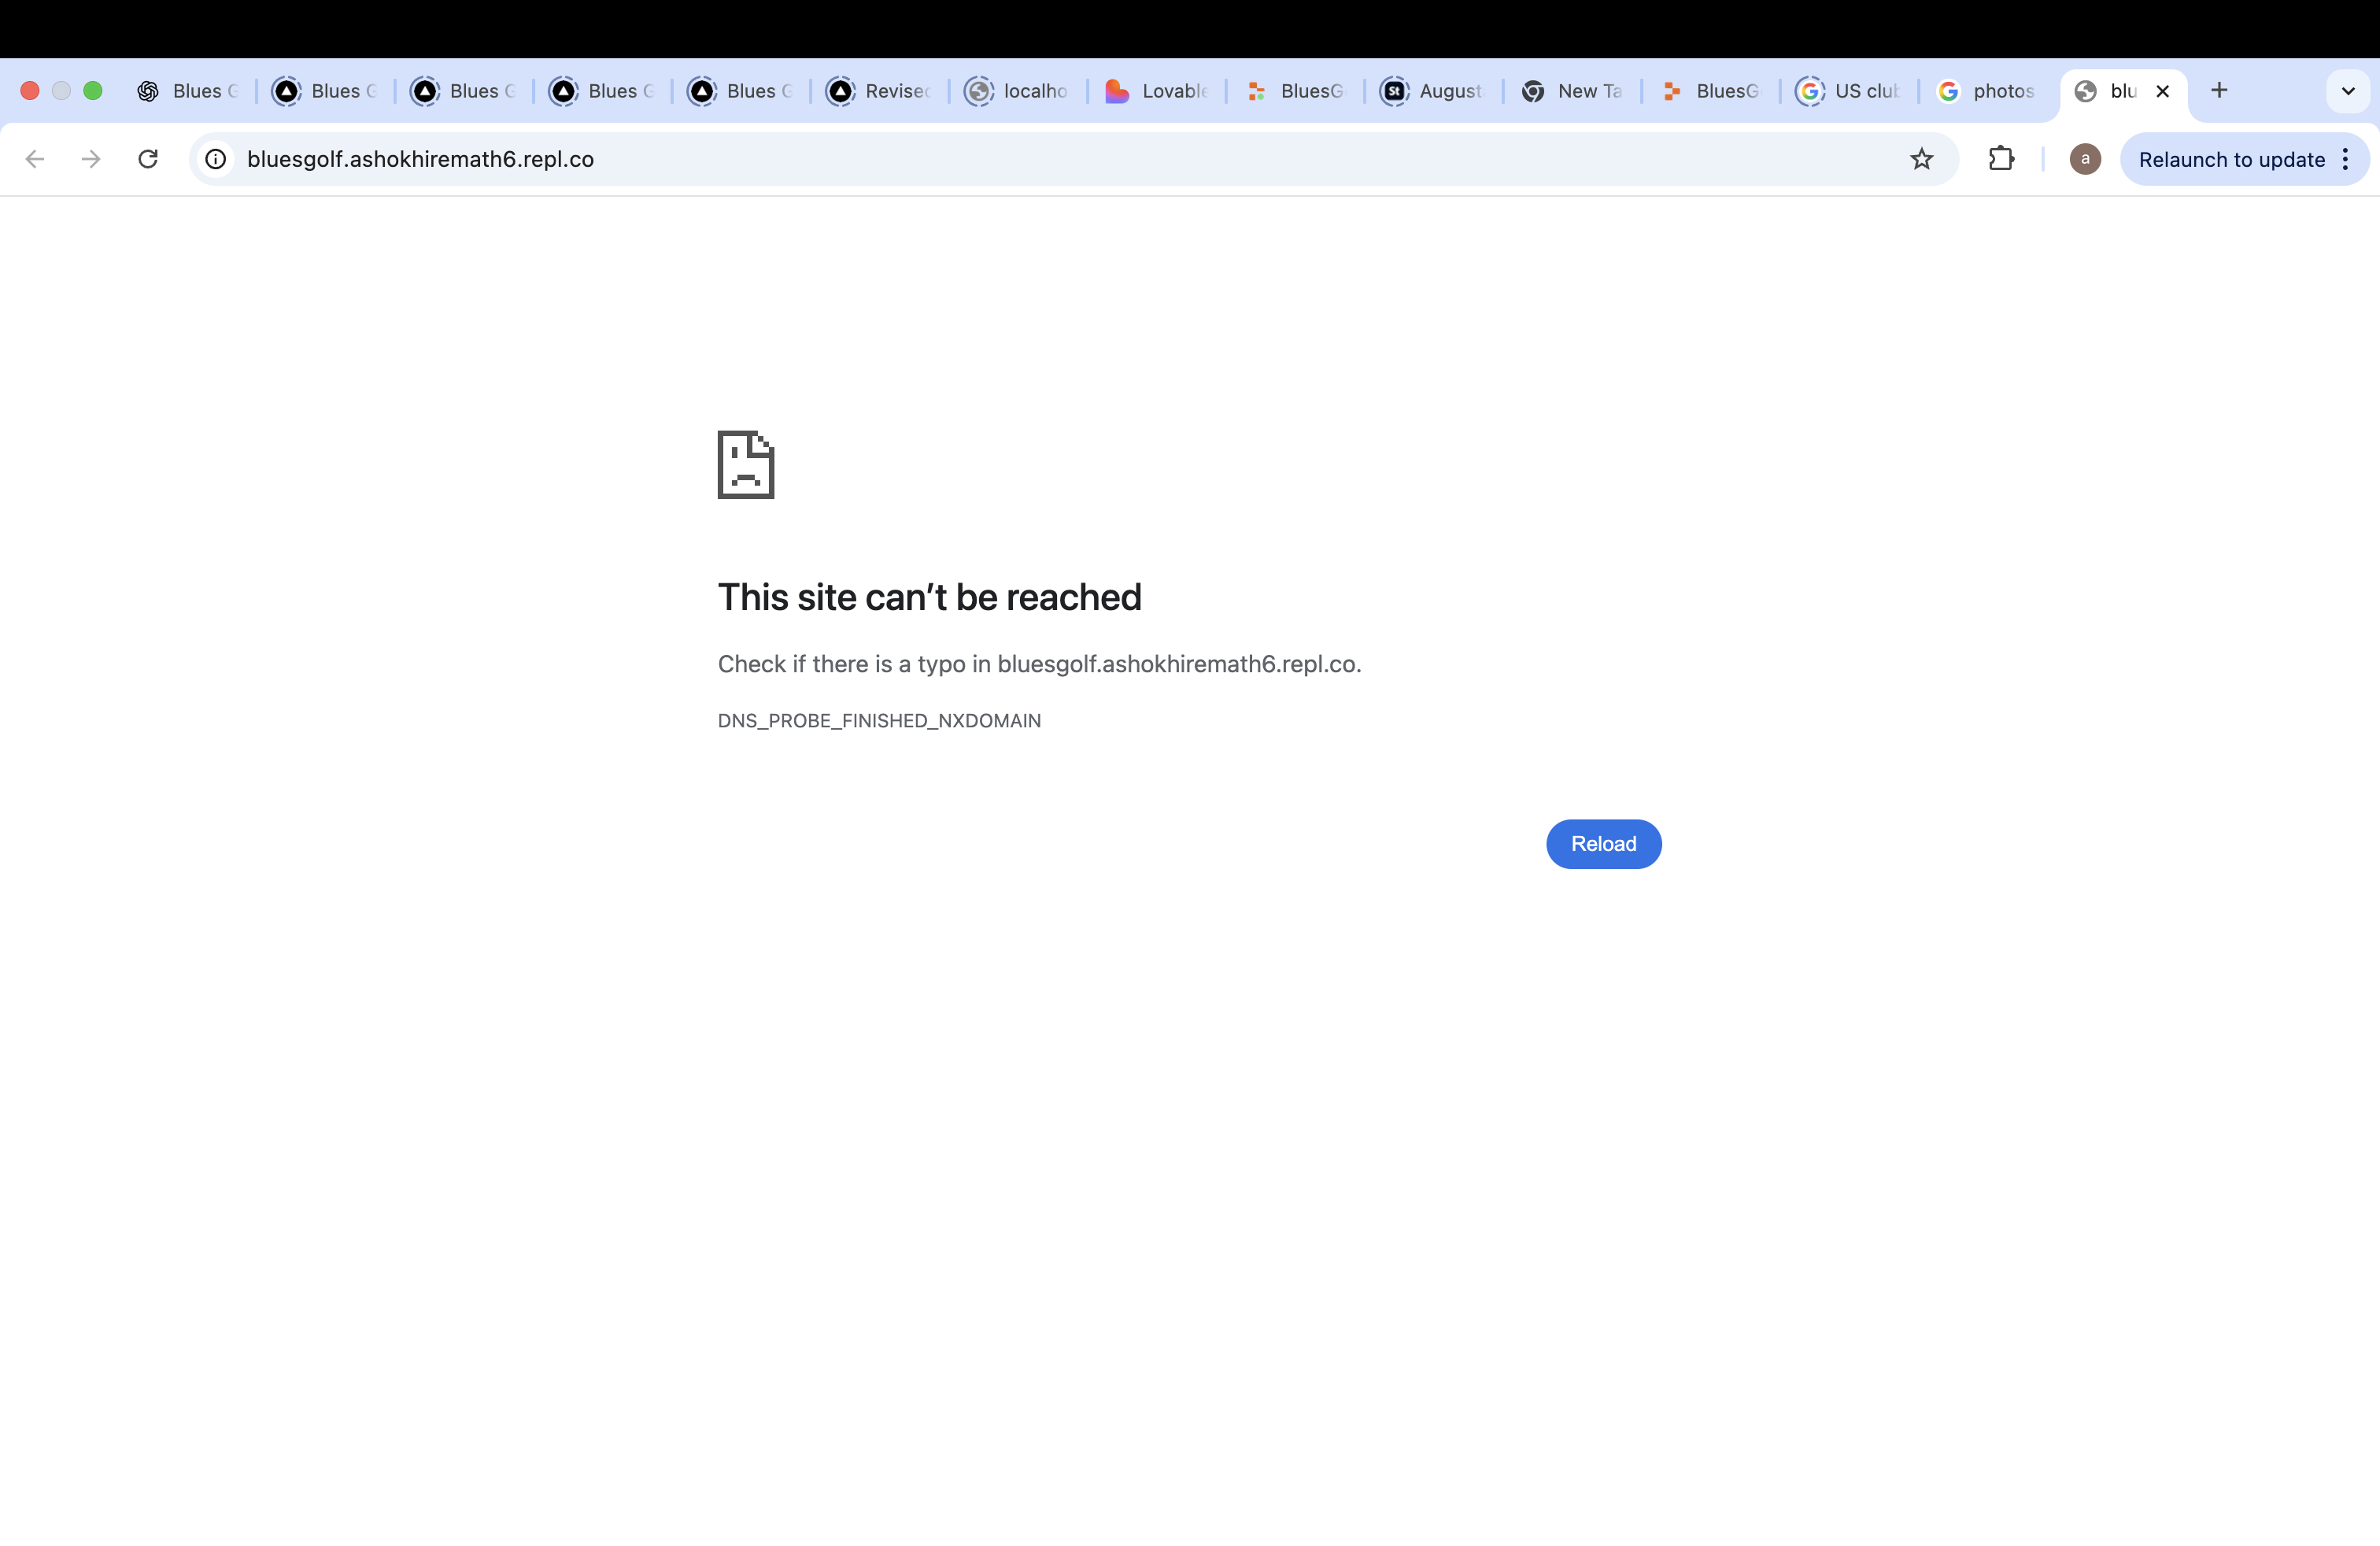 Blues G
Blues G
Blues G
Blues G
Blues G
Revised
localho
Lovable
BluesG
St
August
New Ta
BluesG
US club
photos
blu
bluesgolf.ashokhiremath6.repl.co
a
Relaunch to update
This site can’t be reached
Check if there is a typo in bluesgolf.ashokhiremath6.repl.co.
DNS_PROBE_FINISHED_NXDOMAIN
Reload